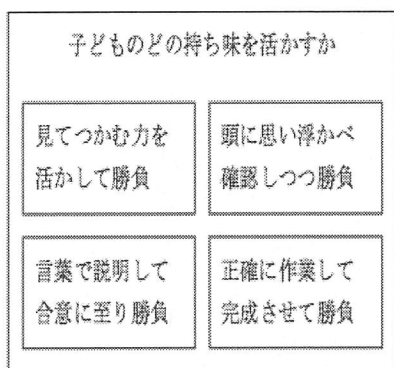 子どものどの持ち味を活かすか
見てつかむ力を
活かして勝負
頭に思い浮かべ
確認しつつ勝負
言葉で説明して
合意に至り勝負
正確に作業して
完成させて勝負